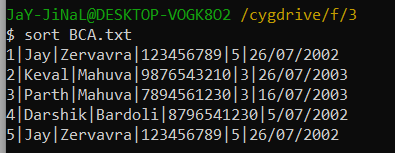 JaY-JiNaL@DESKTOP-VOGK8O2 /cygdrive/f/3
$ sort BCA.txt
1|Jay|Zervavra|123456789|5|26/07/2002
2|Keval|Mahuva|9876543210|3|26/07/2003
3|Parth|Mahuva|7894561230|3|16/07/2003
4|Darshik|Bardoli|8796541230|5/07/2002
5|Jay|Zervavra|123456789|5|26/07/2002